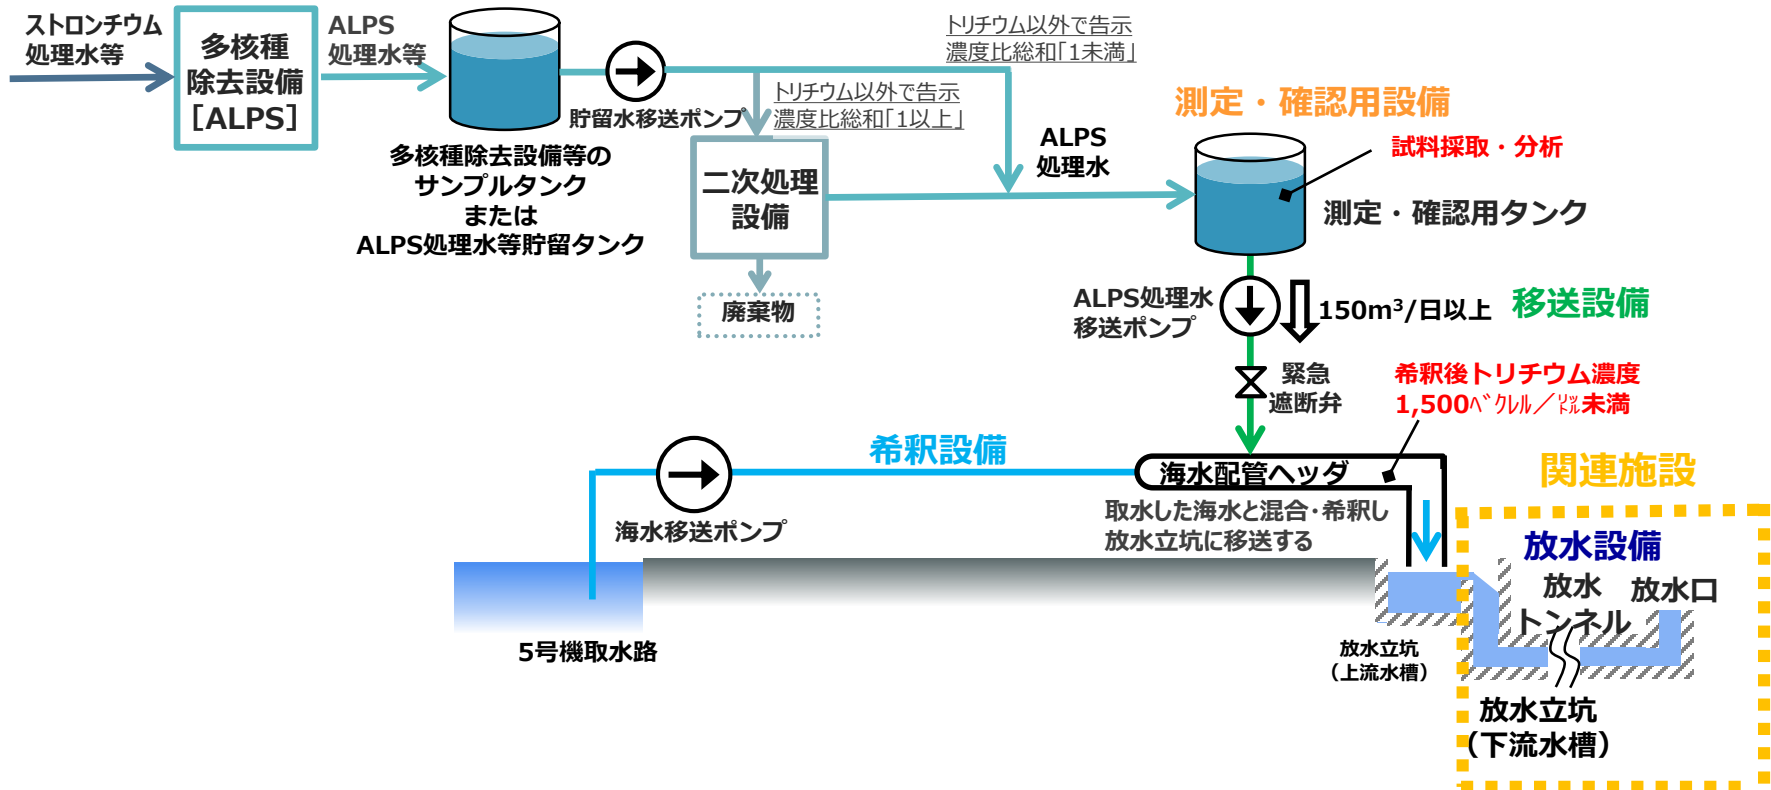 ストロンチウム
処理水等
多核種
除去設備
［ALPS］
ALPS
処理水等
貯留水移送ポンプ
多核種除去設備等の
サンプルタンク
または
ALPS処理水等貯留タンク
トリチウム以外で告示
濃度比総和「1未満」
トリチウム以外で告示
濃度比総和「1以上」
二次処理
設備
廃棄物
ALPS
処理水
測定・確認用設備
試料採取・分析
測定・確認用タンク
ALPS処理水
移送ポンプ
150m³/日以上
移送設備
緊急
遮断弁
希釈後トリチウム濃度
1,500ﾍﾞｸﾚﾙ／㍑未満
希釈設備
海水配管ヘッダ
海水移送ポンプ
取水した海水と混合・希釈し
放水立坑に移送する
関連施設
放水設備
放水
トンネル
放水口
5号機取水路
放水立坑
（上流水槽）
放水立坑
（下流水槽）